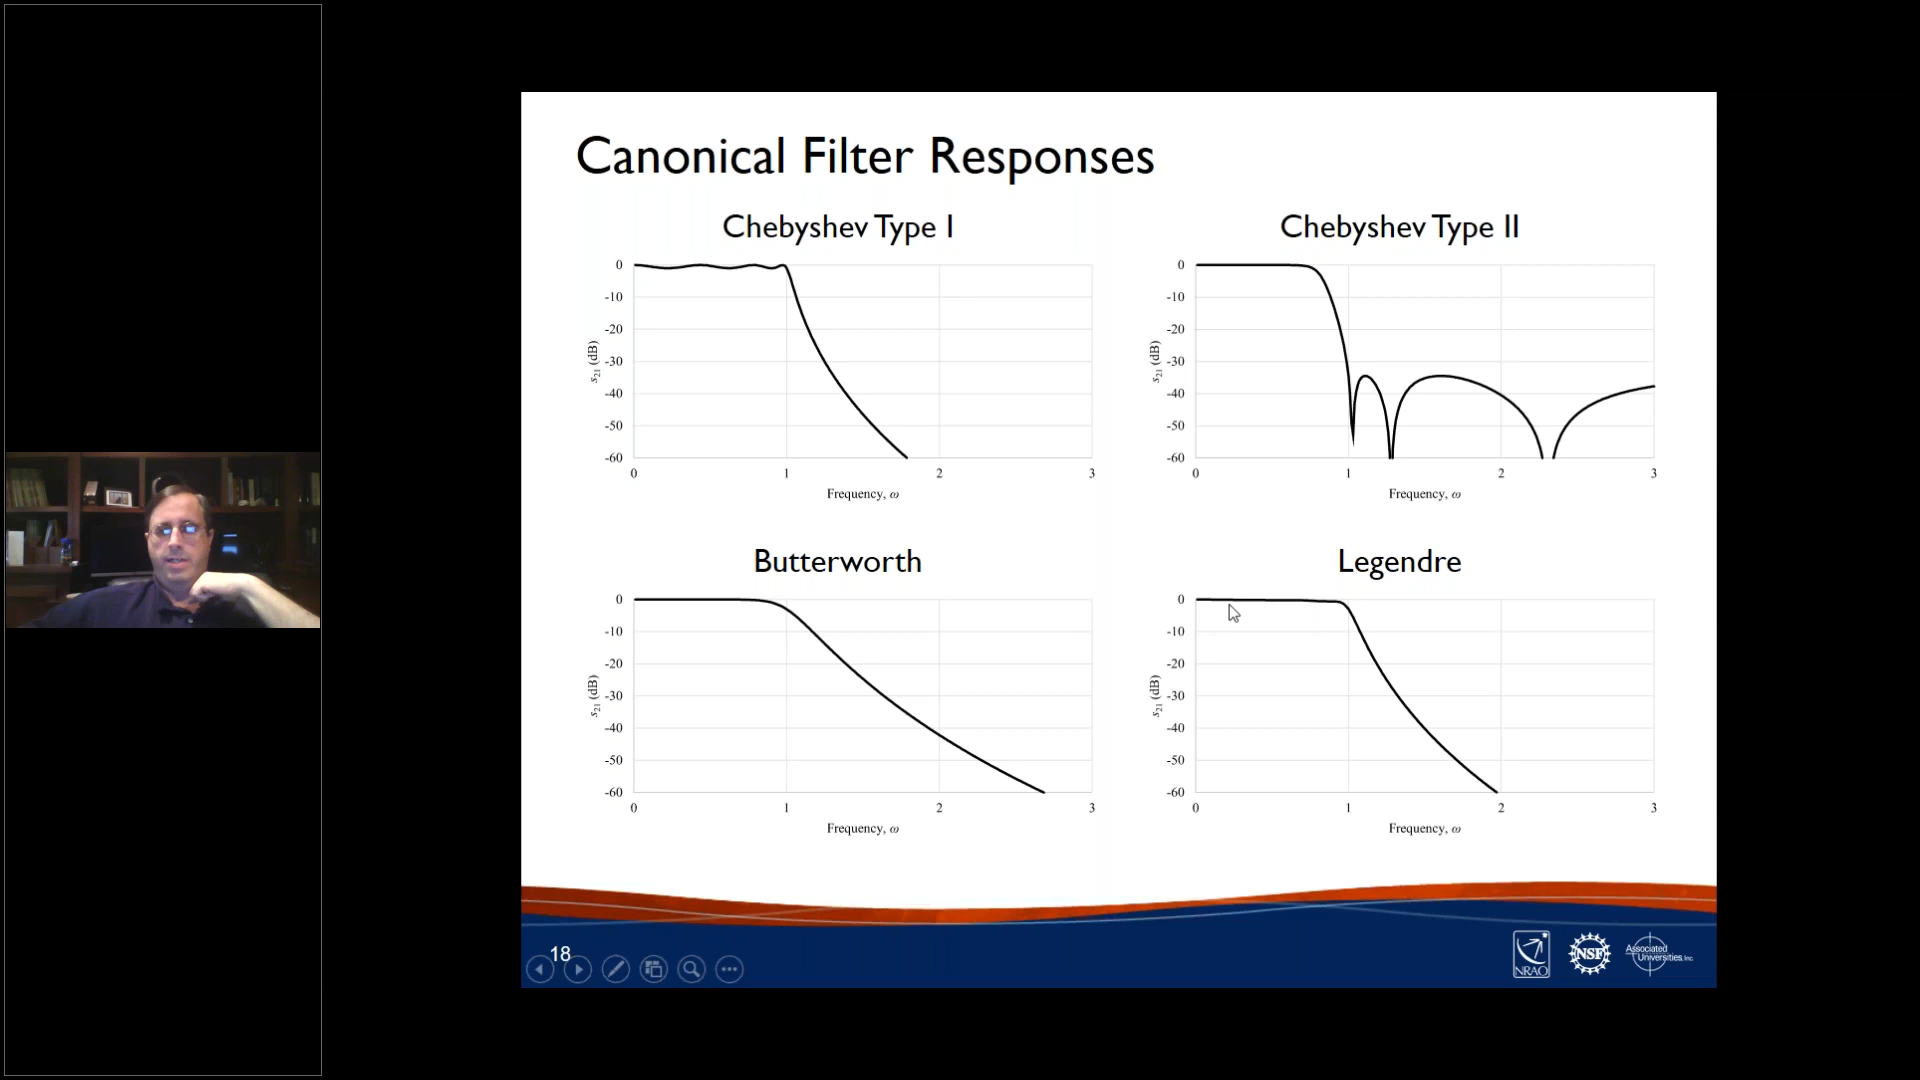 Canonical Filter Responses
Chebyshev Type I
0
-10
-20
-30
-40
-50
-60
s21 (dB)
0 1 2 3
Frequency, ω
Chebyshev Type II
0
-10
-20
-30
-40
-50
-60
s21 (dB)
0 1 2 3
Frequency, ω
Butterworth
0
-10
-20
-30
-40
-50
-60
s21 (dB)
0 1 2 3
Frequency, ω
Legendre
0
-10
-20
-30
-40
-50
-60
s21 (dB)
0 1 2 3
Frequency, ω
18
NRAO
NSF
Associated
Universities, Inc.